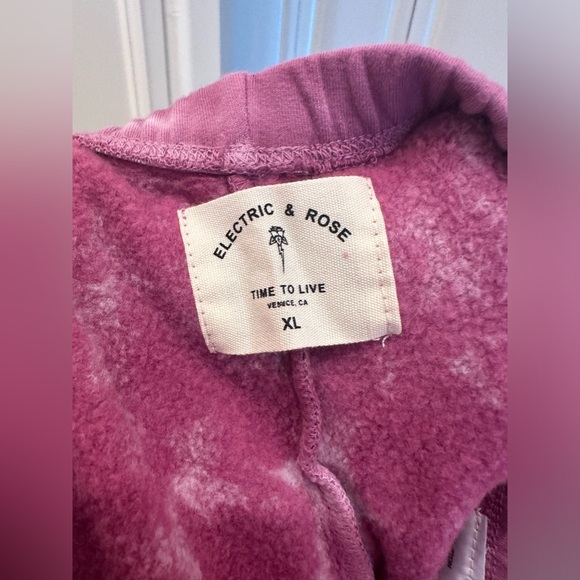 ELECTRIC & ROSE
TIME TO LIVE
VENICE, CA
XL